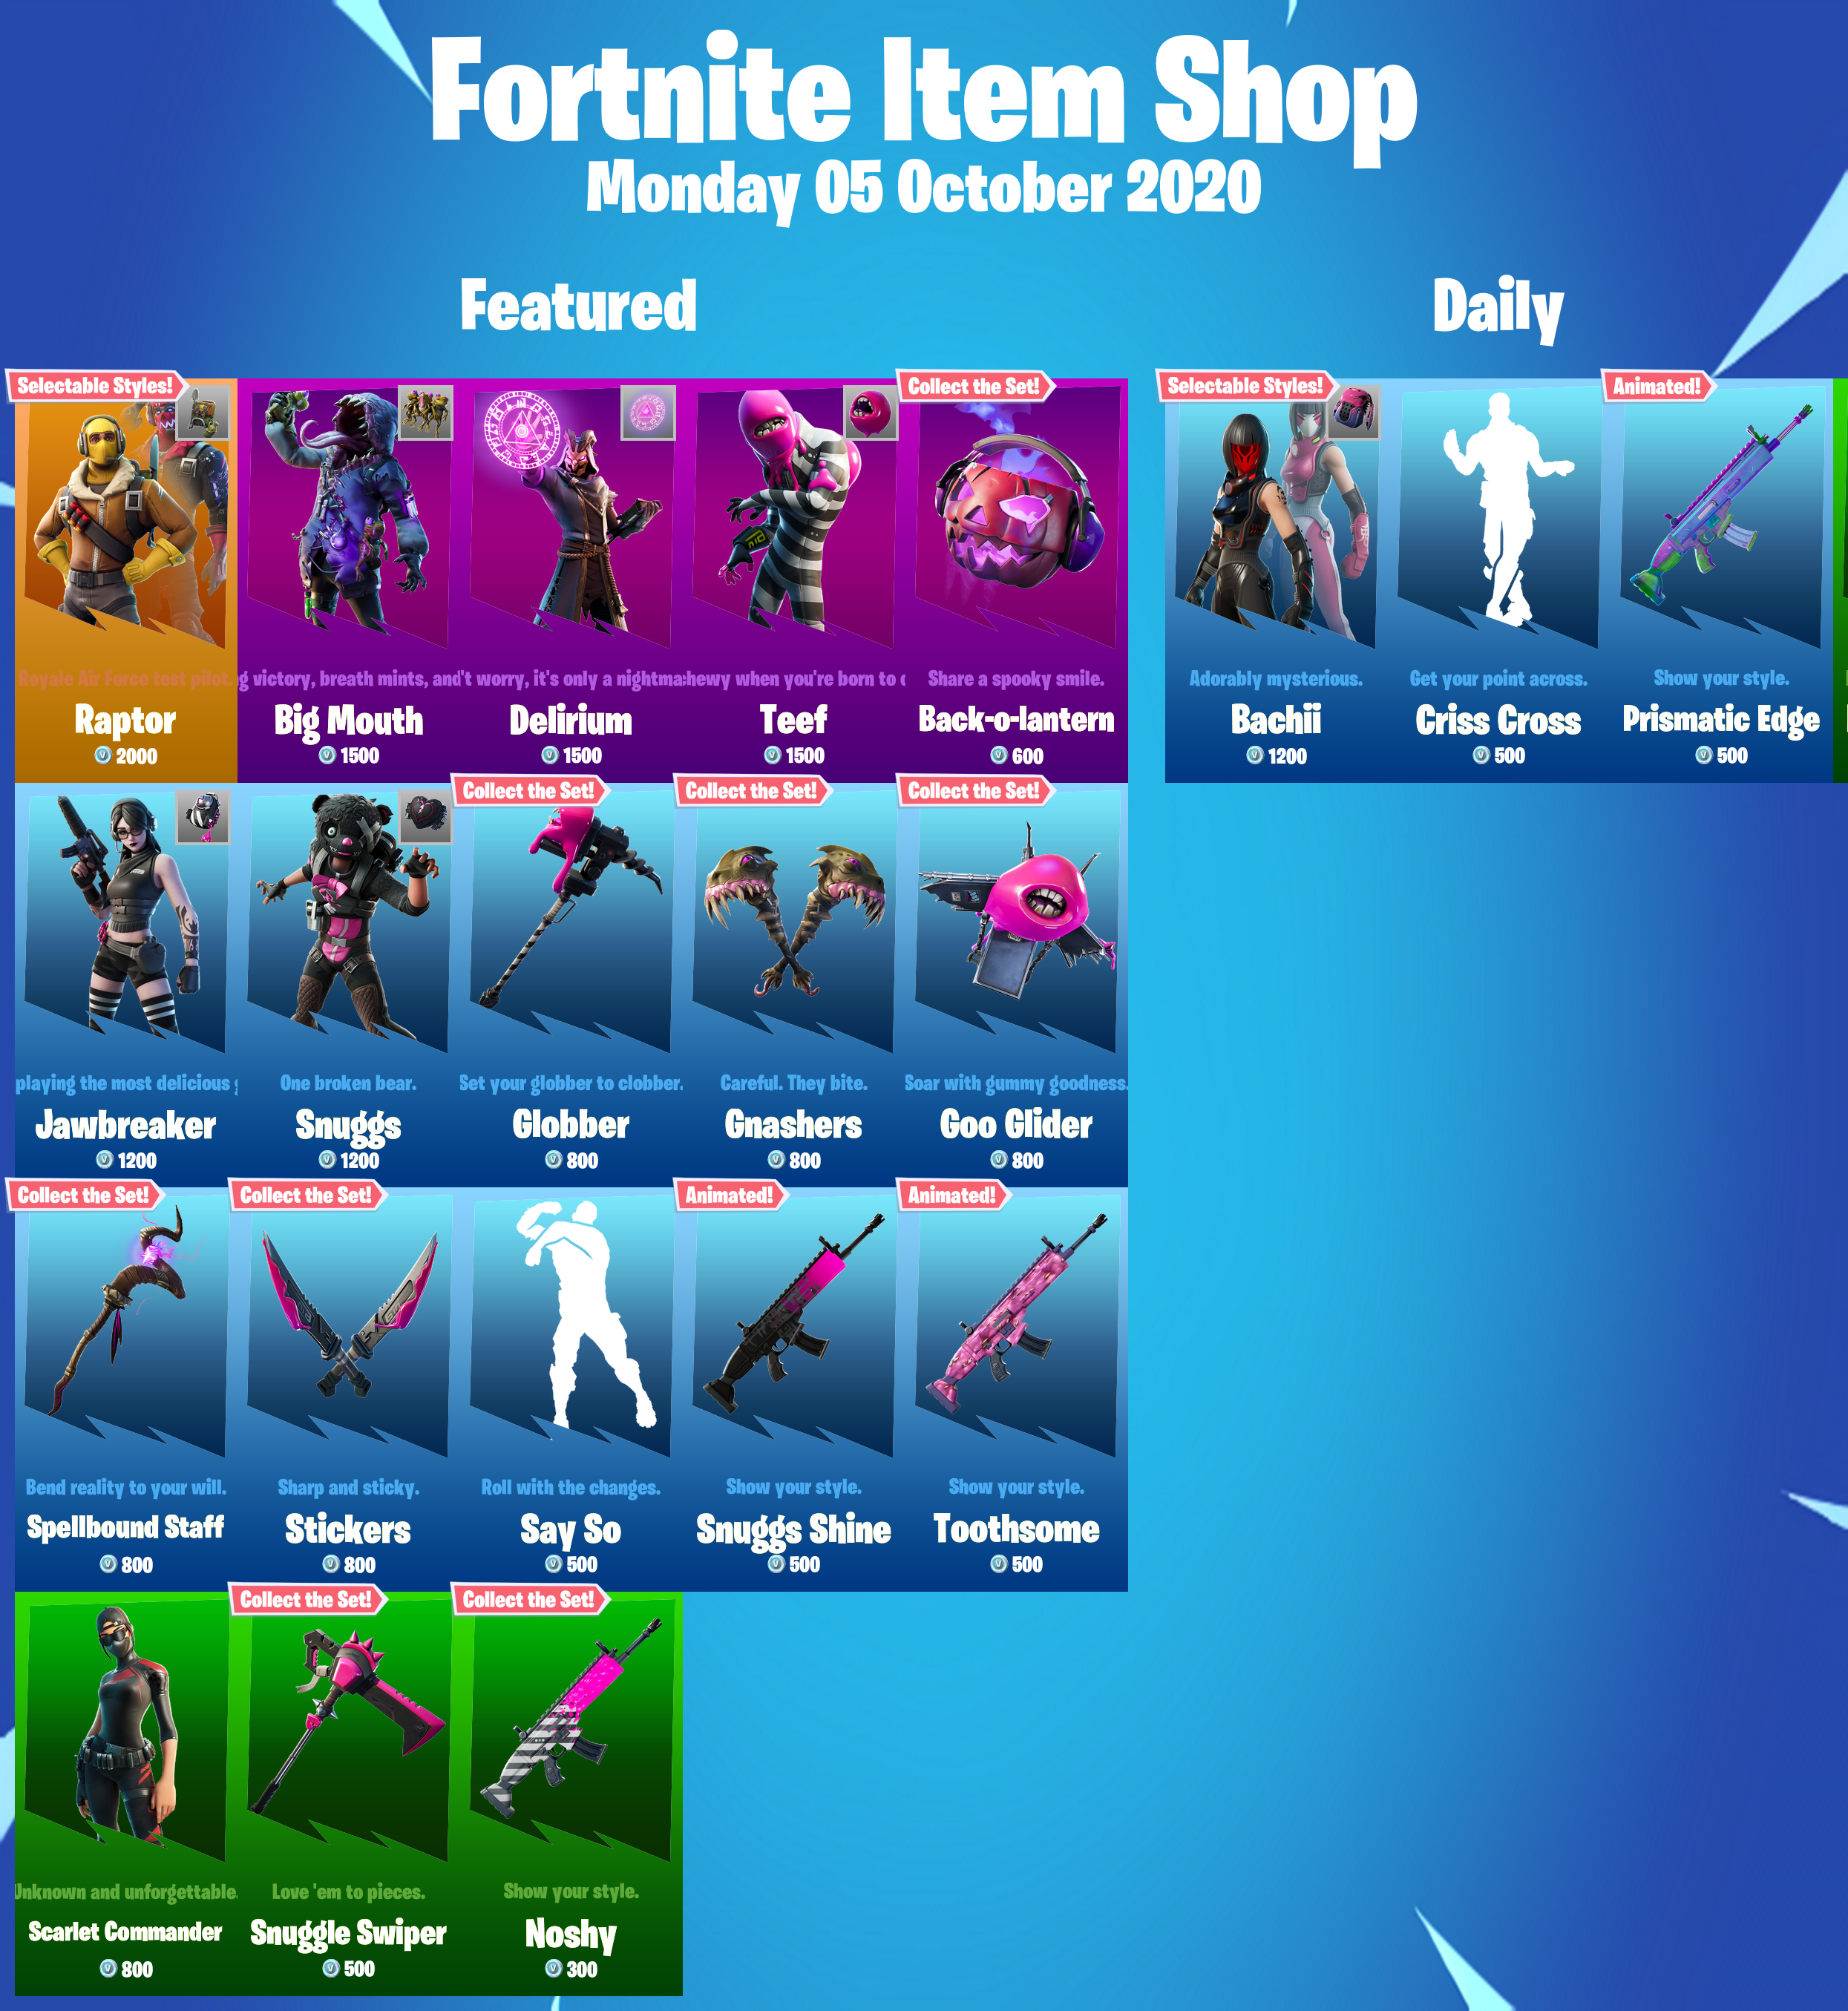 Fortnite Item Shop
Monday 05 October 2020
Featured
Daily
Selectable Styles!
Collect the Set!
Selectable Styles!
Animated!
Royale Air Force test pilot.
g victory, breath mints, an
d't worry, it's only a nightma
hewy when you're born to c
Share a spooky smile.
Adorably mysterious.
Get your point across.
Show your style.
Raptor
Big Mouth
Delirium
Teef
Back-o-lantern
Bachii
Criss Cross
Prismatic Edge
2000
1500
1500
1500
600
1200
500
500
Collect the Set!
Collect the Set!
Collect the Set!
playing the most delicious g
One broken bear.
Set your globber to clobber.
Careful. They bite.
Soar with gummy goodness.
Jawbreaker
Snuggs
Globber
Gnashers
Goo Glider
1200
1200
800
800
800
Collect the Set!
Collect the Set!
Animated!
Animated!
Bend reality to your will.
Sharp and sticky.
Roll with the changes.
Show your style.
Show your style.
Spellbound Staff
Stickers
Say So
Snuggs Shine
Toothsome
800
800
500
500
500
Collect the Set!
Collect the Set!
Unknown and unforgettable.
Love 'em to pieces.
Show your style.
Scarlet Commander
Snuggle Swiper
Noshy
800
500
300